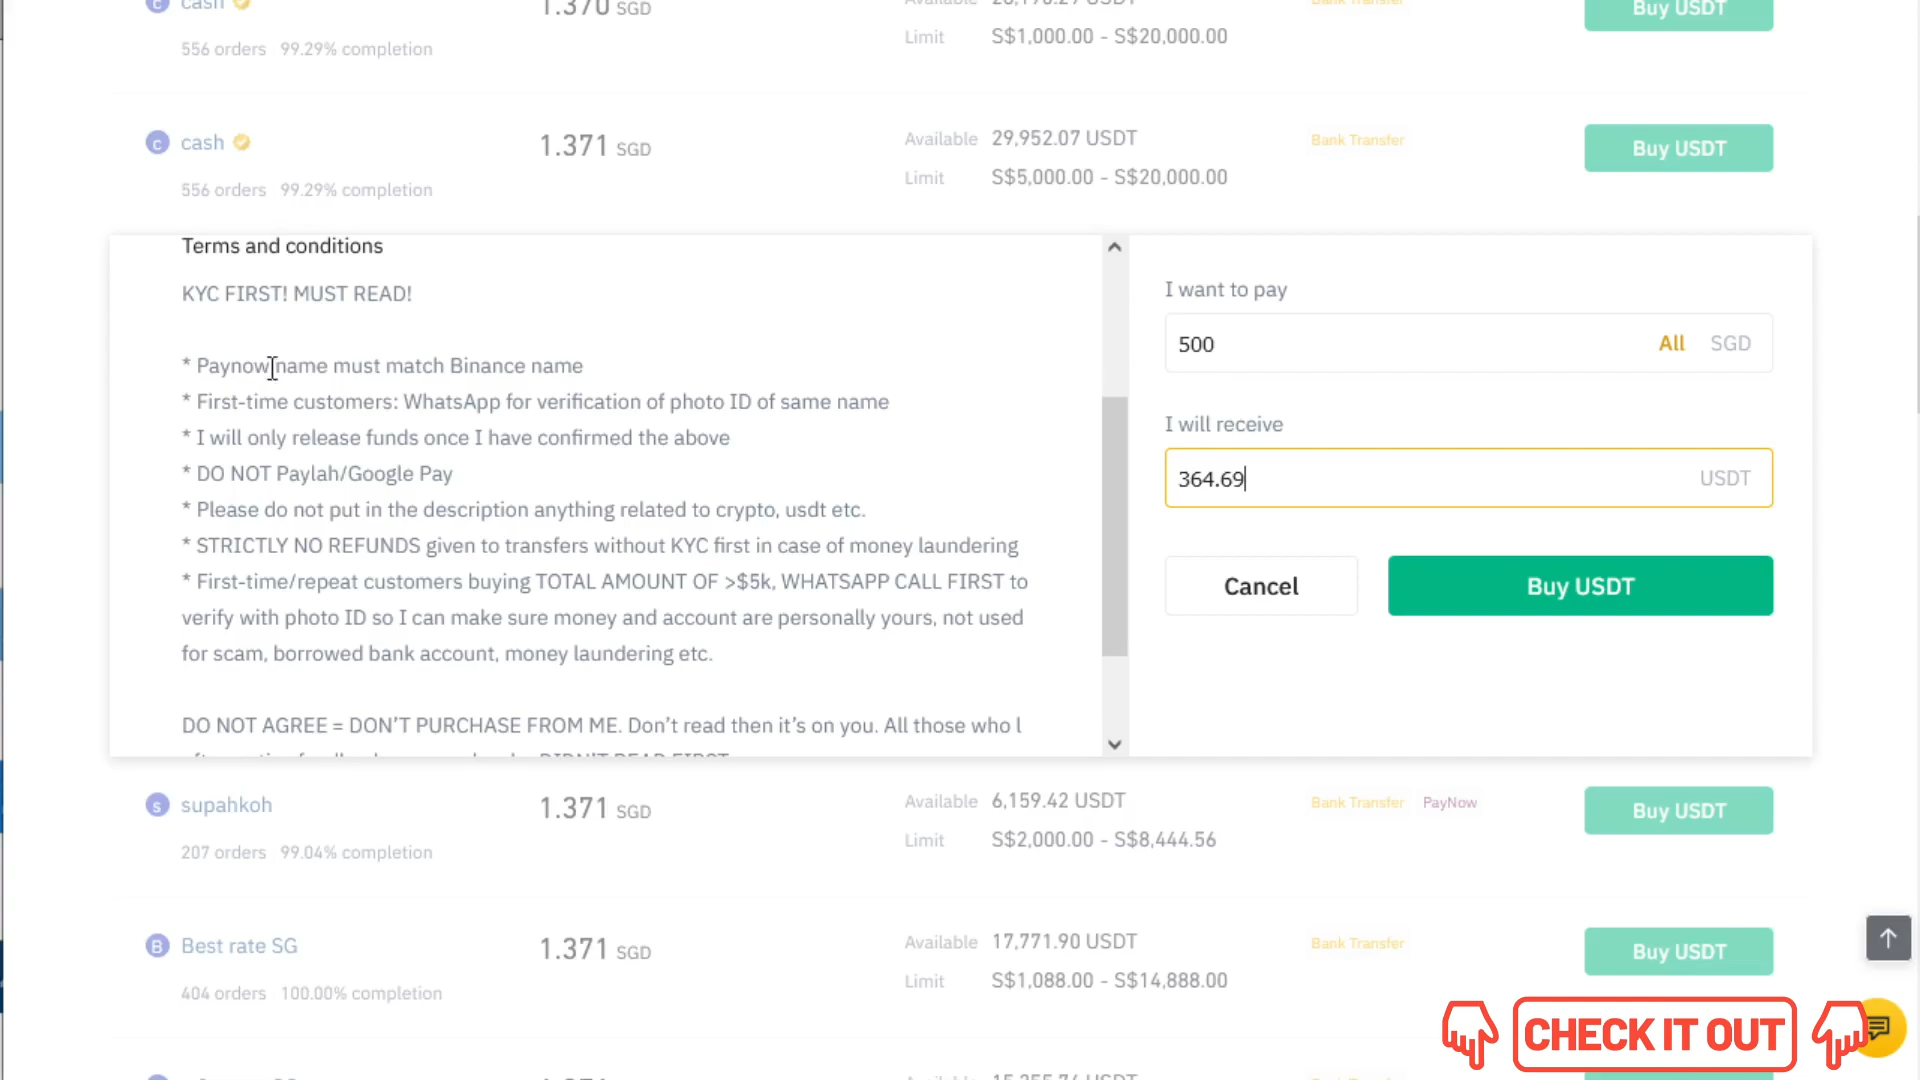 cash
1.370 SGD
Bank Transfer
Buy USDT
556 orders 99.29% completion
Limit S$1,000.00 - S$20,000.00
c cash
1.371 SGD
Available 29,952.07 USDT
Bank Transfer
Buy USDT
556 orders 99.29% completion
Limit S$5,000.00 - S$20,000.00
Terms and conditions
KYC FIRST! MUST READ!
* Paynow name must match Binance name
* First-time customers: WhatsApp for verification of photo ID of same name
* I will only release funds once I have confirmed the above
* DO NOT Paylah/Google Pay
* Please do not put in the description anything related to crypto, usdt etc.
* STRICTLY NO REFUNDS given to transfers without KYC first in case of money laundering
* First-time/repeat customers buying TOTAL AMOUNT OF >$5k, WHATSAPP CALL FIRST to
verify with photo ID so I can make sure money and account are personally yours, not used
for scam, borrowed bank account, money laundering etc.
DO NOT AGREE = DON'T PURCHASE FROM ME. Don't read then it's on you. All those who l
DIDN'T READ FIRST
I want to pay
500 All SGD
I will receive
364.69 USDT
Cancel
Buy USDT
s supahkoh
1.371 SGD
Available 6,159.42 USDT
Bank Transfer PayNow
Buy USDT
207 orders 99.04% completion
Limit S$2,000.00 - S$8,444.56
B Best rate SG
1.371 SGD
Available 17,771.90 USDT
Bank Transfer
Buy USDT
404 orders 100.00% completion
Limit S$1,088.00 - S$14,888.00
CHECK IT OUT